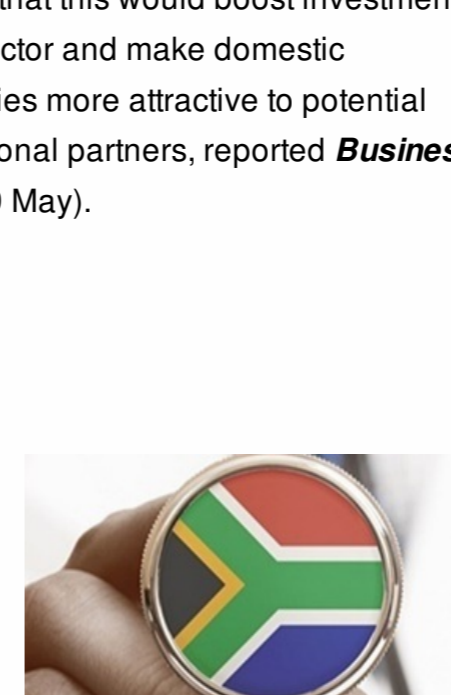 that this would boost investmen
ctor and make domestic
ies more attractive to potential
onal partners, reported Busines
May).